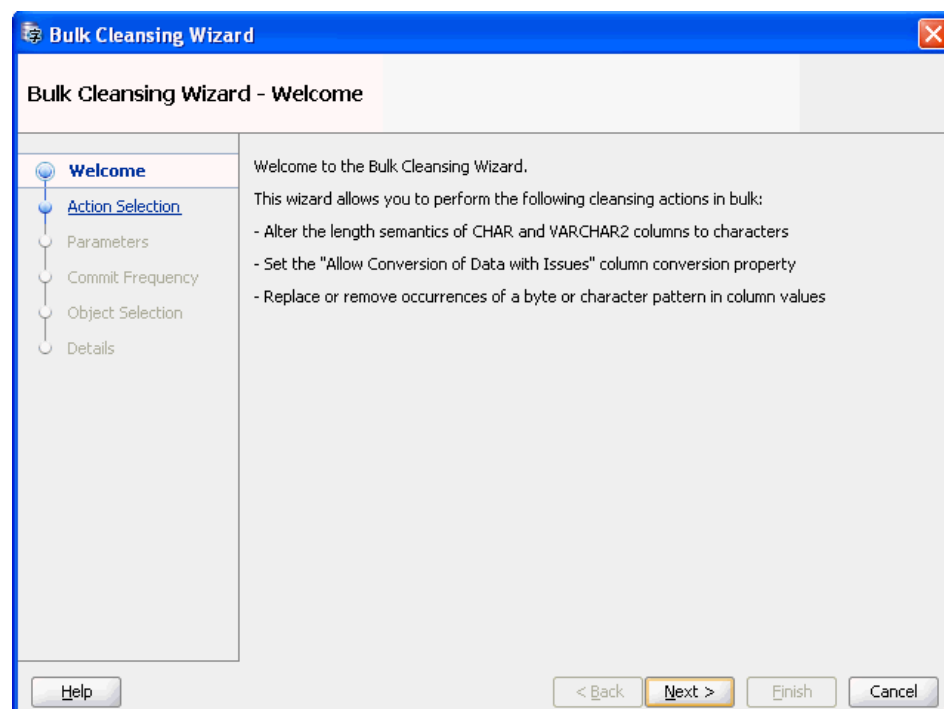 Bulk Cleansing Wizard
Bulk Cleansing Wizard - Welcome
Welcome
Action Selection
Parameters
Commit Frequency
Object Selection
Details
Welcome to the Bulk Cleansing Wizard.
This wizard allows you to perform the following cleansing actions in bulk:
- Alter the length semantics of CHAR and VARCHAR2 columns to characters
- Set the "Allow Conversion of Data with Issues" column conversion property
- Replace or remove occurrences of a byte or character pattern in column values
Help
< Back
Next >
Finish
Cancel